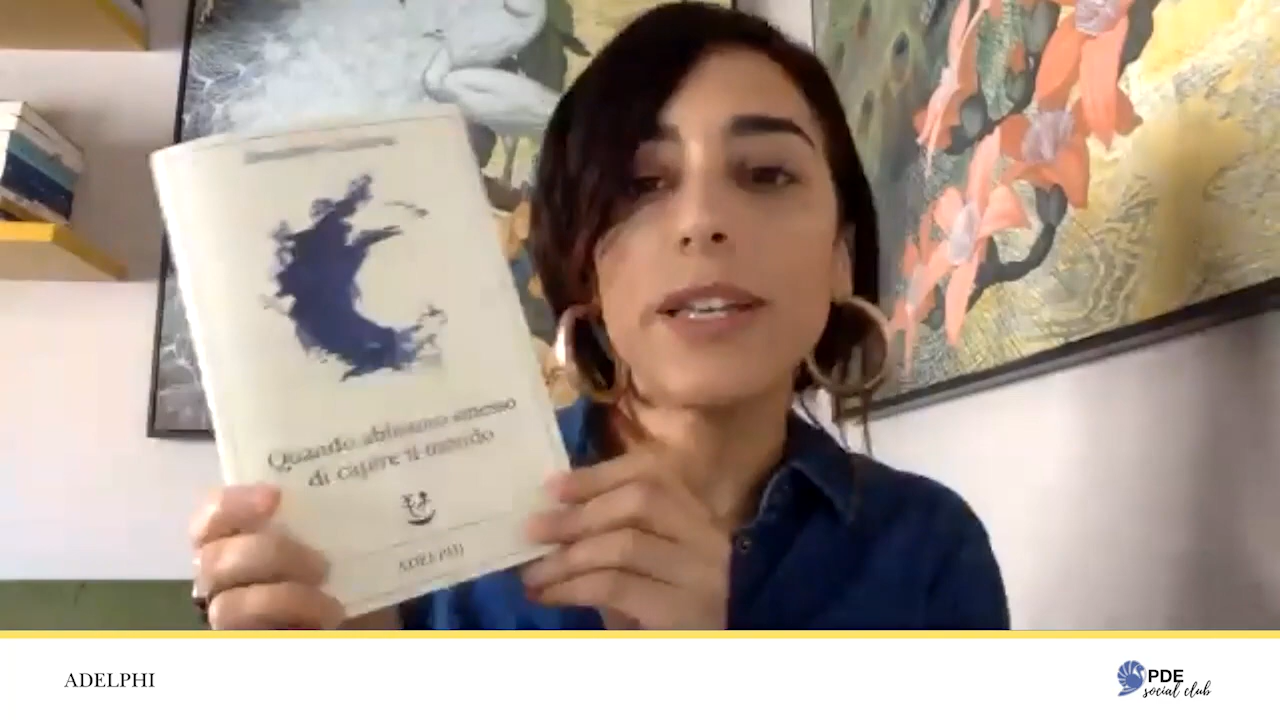 Quando abbiamo smesso
di capire il mondo
ADELPHI
ADELPHI
PDE
social club